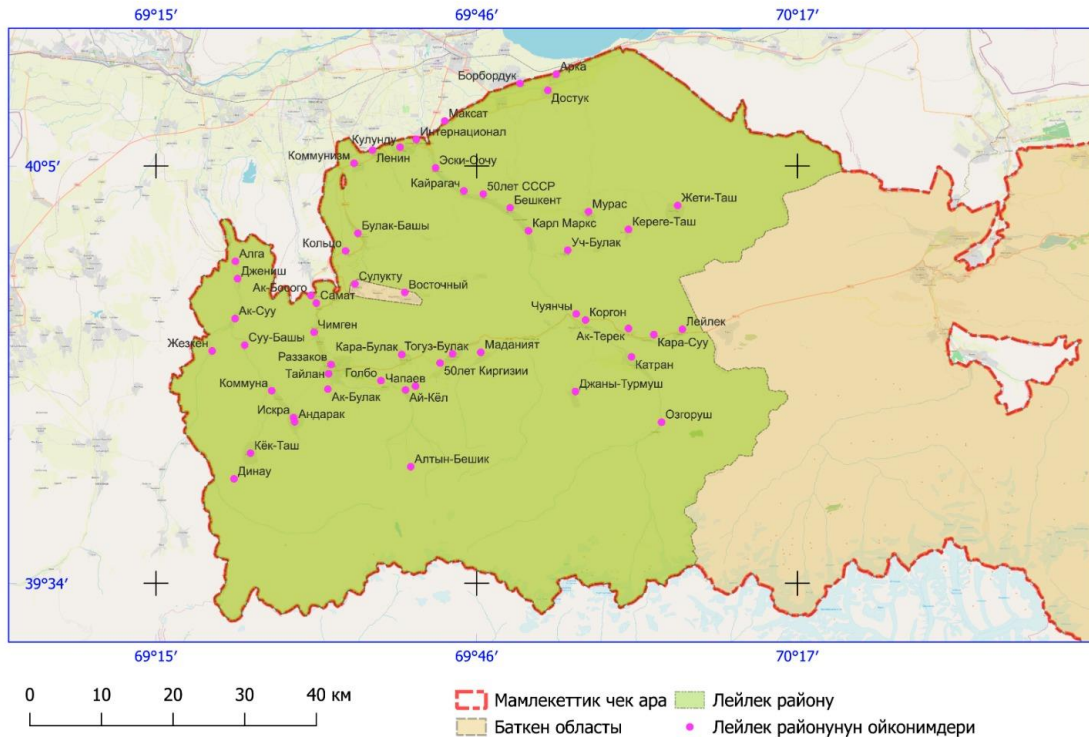 69°15′ 69°46′ 70°17′
Арка
Борбордук
Достук
Максат
Кулунду Интернационал
40°5′
Коммунизм Ленин
Эски-Оочу
Кайрагач 50лет СССР
Жети-Таш
Бешкент Мурас
Карл Маркс Кереге-Таш
Булак-Башы
Кольцо Уч-Булак
Алга
Джениш
Ак-Босого Сулукту Восточный
Самат
Ак-Суу Чуянчы Коргон
Чимген Лейлек
Суу-Башы Ак-Терек Кара-Суу
Жезкен Кара-Булак Тогуз-Булак Маданият
Раззаков Катран
Тайлан Голбо Чапаев 50лет Киргизии
Коммуна Ак-Булак Ай-Кёл Джаны-Турмуш
Искра Андарак
Озгоруш
Кёк-Таш
Алтын-Бешик
Динау
39°34′
69°15′ 69°46′ 70°17′
0 10 20 30 40 км
Мамлекеттик чек ара Лейлек району
Баткен областы Лейлек районунун ойконимдери